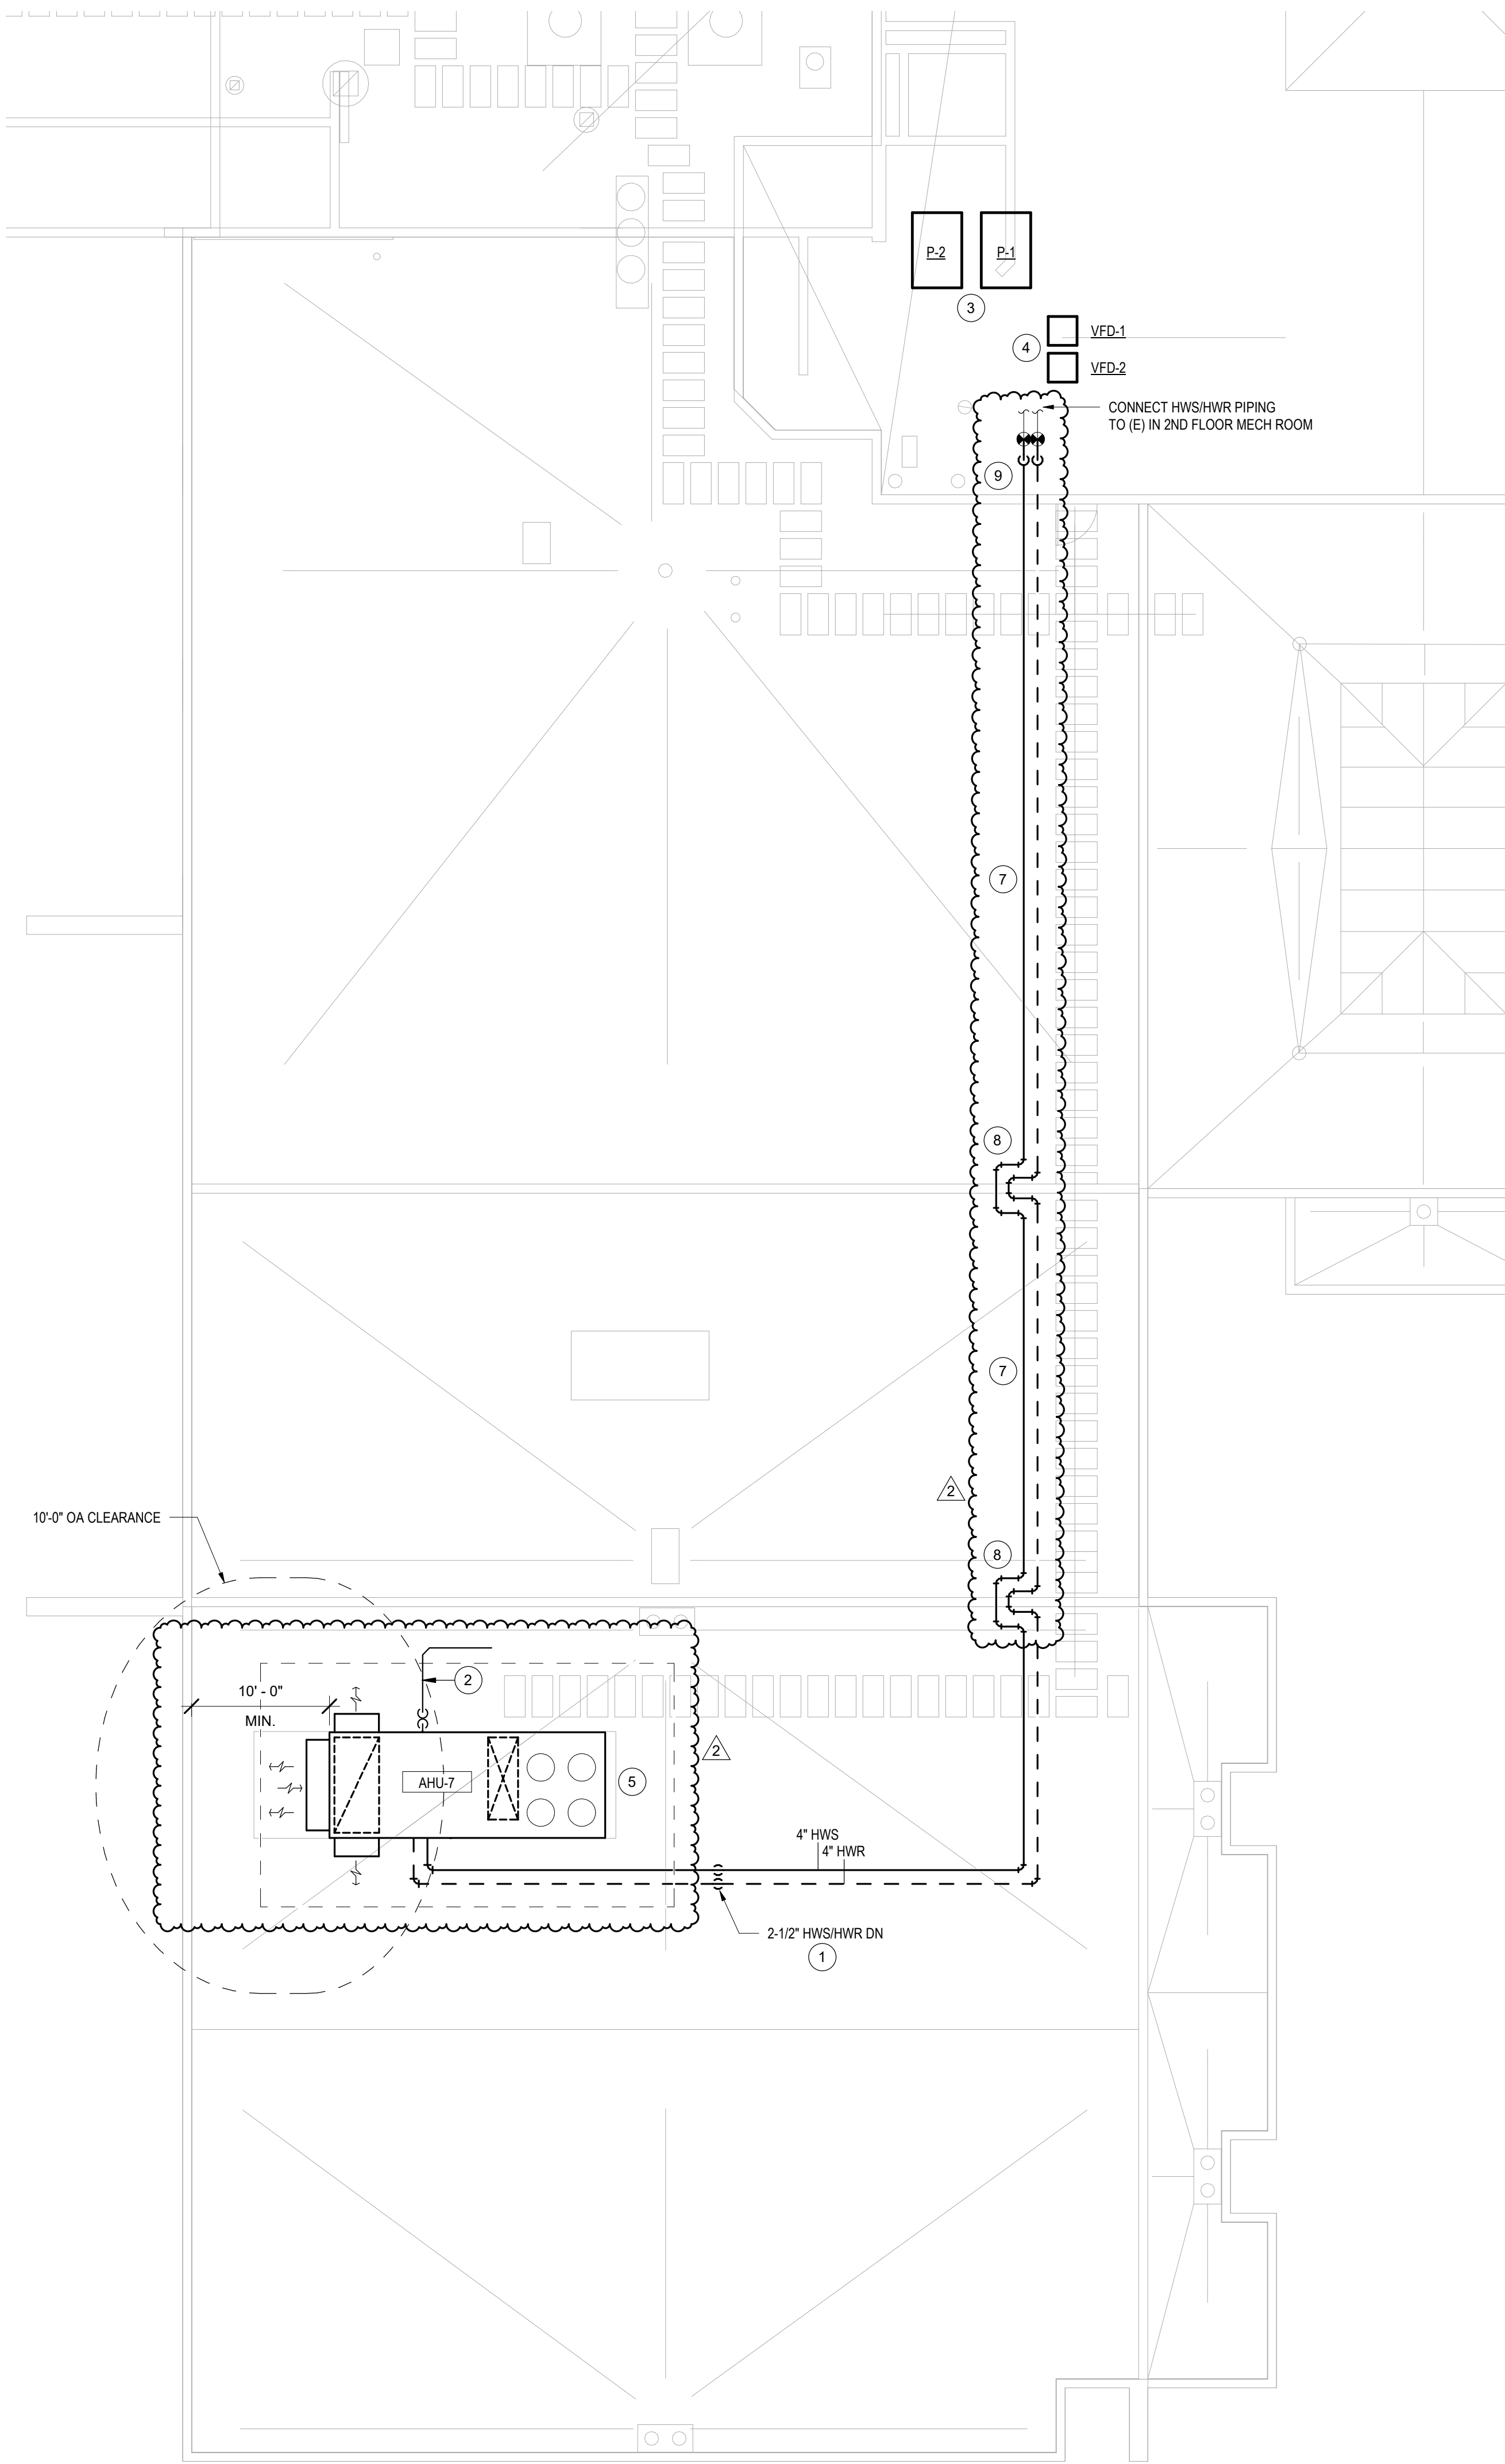 P-2
P-1
3
VFD-1
4
VFD-2
CONNECT HWS/HWR PIPING
TO (E) IN 2ND FLOOR MECH ROOM
9
7
8
7
2
10'-0" OA CLEARANCE
8
2
10' - 0"
MIN.
2
AHU-7
5
4" HWS
4" HWR
2-1/2" HWS/HWR DN
1